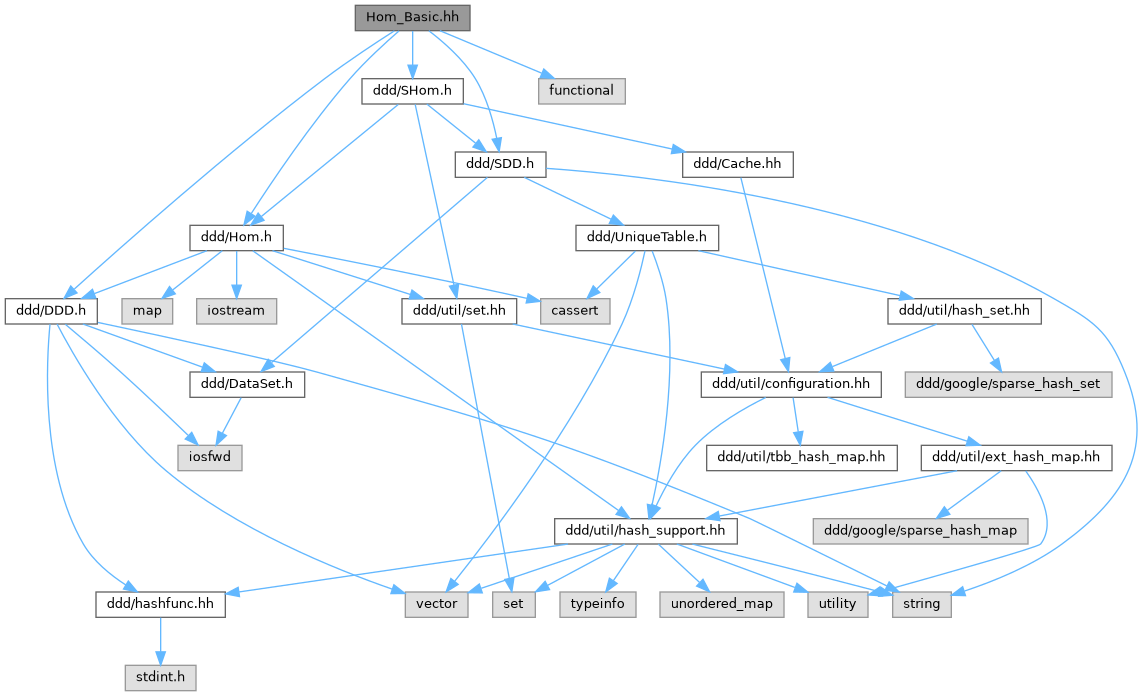 Hom_Basic.hh
ddd/SHom.h
functional
ddd/SDD.h
ddd/Cache.hh
ddd/Hom.h
ddd/UniqueTable.h
ddd/DDD.h
map
iostream
ddd/util/set.hh
cassert
ddd/util/hash_set.hh
ddd/DataSet.h
ddd/util/configuration.hh
ddd/google/sparse_hash_set
iosfwd
ddd/util/tbb_hash_map.hh
ddd/util/ext_hash_map.hh
ddd/util/hash_support.hh
ddd/google/sparse_hash_map
ddd/hashfunc.hh
vector
set
typeinfo
unordered_map
utility
string
stdint.h